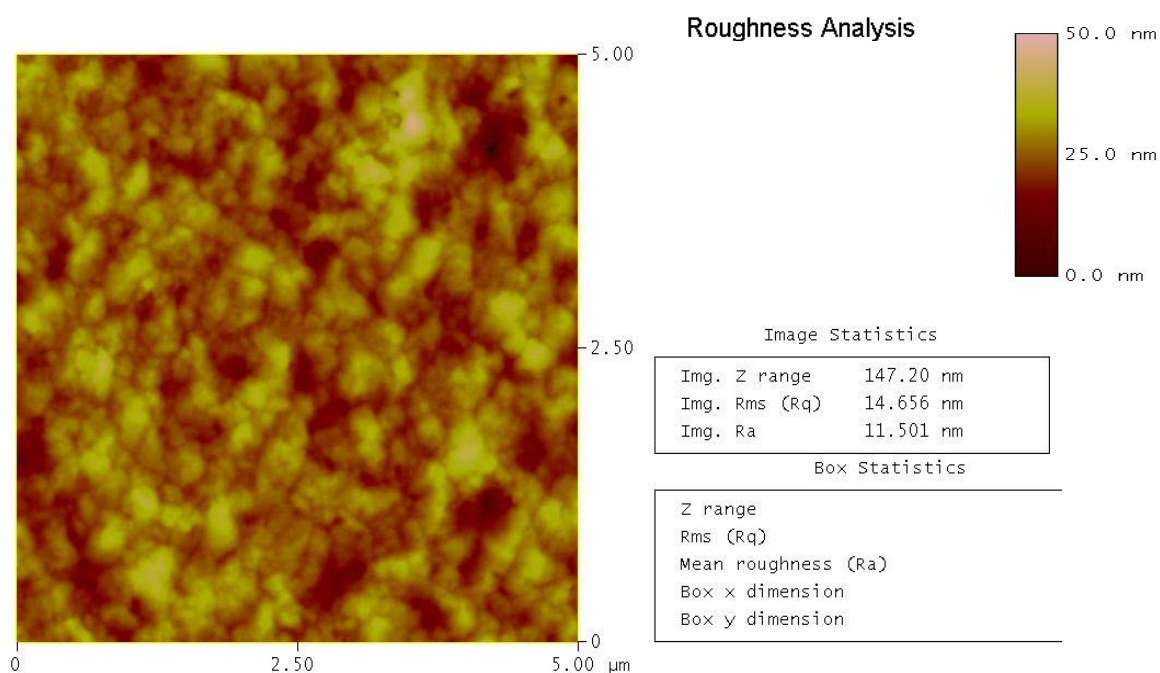 Roughness Analysis
50.0 nm
25.0 nm
0.0 nm
5.00
2.50
0
0
2.50
5.00 µm
Image Statistics
Img. Z range 147.20 nm
Img. Rms (Rq) 14.656 nm
Img. Ra 11.501 nm
Box Statistics
Z range
Rms (Rq)
Mean roughness (Ra)
Box x dimension
Box y dimension